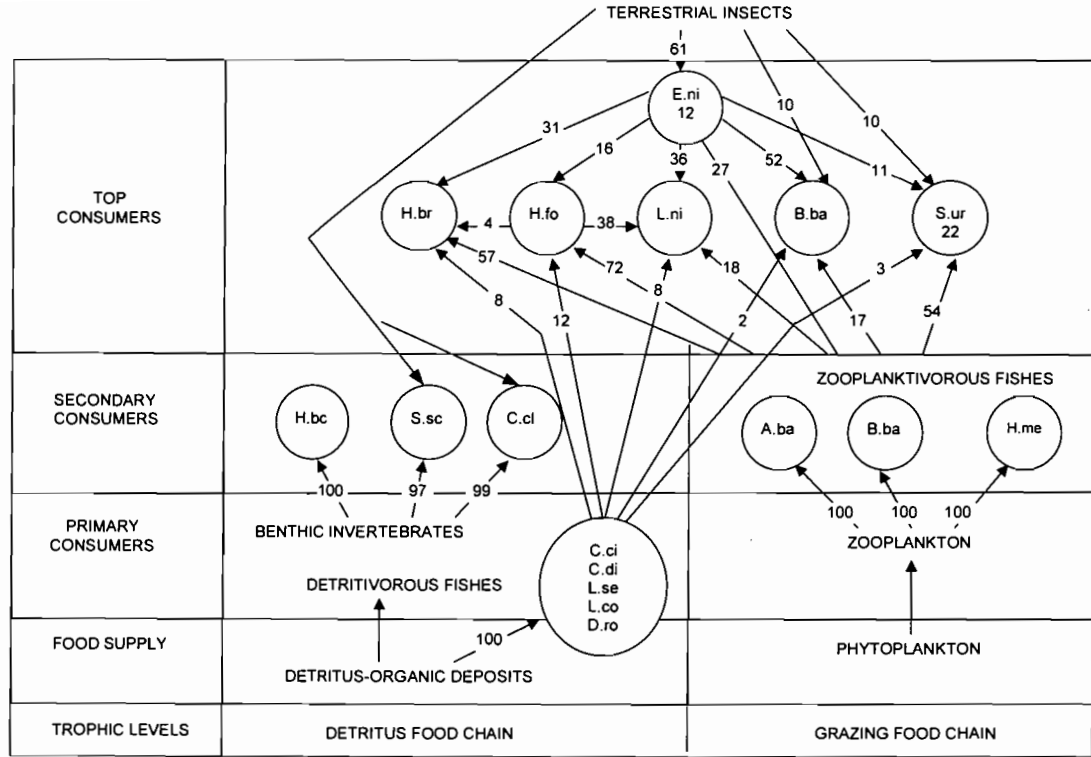 TERRESTRIAL INSECTS
61
E.ni
12
10
10
31
16
36
52
27
11
TOP
CONSUMERS
H.br
4
H.fo
38
L.ni
B.ba
S.ur
22
57
72
18
3
8
12
8
2
17
54
SECONDARY
CONSUMERS
ZOOPLANKTIVOROUS FISHES
H.bc
S.sc
C.cl
A.ba
B.ba
H.me
100
97
99
100
100
100
PRIMARY
CONSUMERS
BENTHIC INVERTEBRATES
ZOOPLANKTON
C.ci
C.di
L.se
L.co
D.ro
DETRITIVOROUS FISHES
FOOD SUPPLY
100
PHYTOPLANKTON
DETRITUS-ORGANIC DEPOSITS
TROPHIC LEVELS
DETRITUS FOOD CHAIN
GRAZING FOOD CHAIN